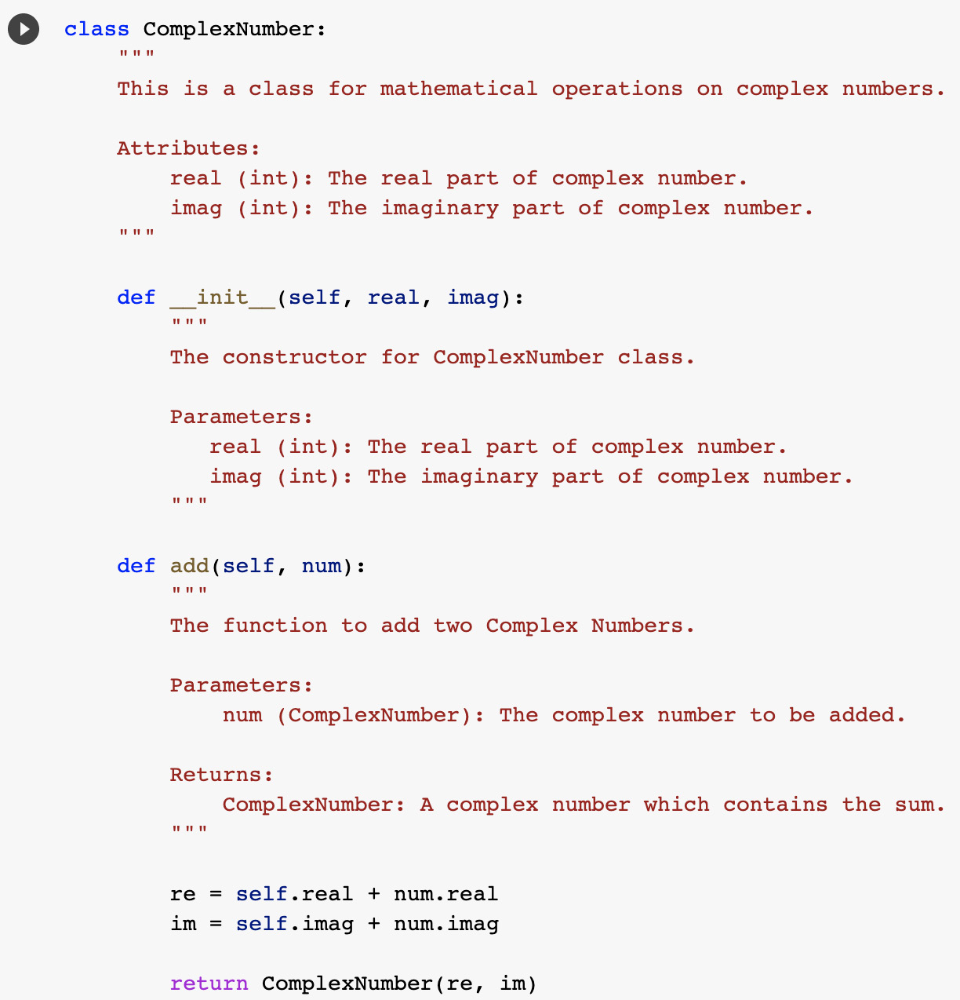 class ComplexNumber:
    """
    This is a class for mathematical operations on complex numbers.

    Attributes:
        real (int): The real part of complex number.
        imag (int): The imaginary part of complex number.
    """

    def __init__(self, real, imag):
        """
        The constructor for ComplexNumber class.

        Parameters:
           real (int): The real part of complex number.
           imag (int): The imaginary part of complex number.
        """

    def add(self, num):
        """
        The function to add two Complex Numbers.

        Parameters:
            num (ComplexNumber): The complex number to be added.

        Returns:
            ComplexNumber: A complex number which contains the sum.
        """

        re = self.real + num.real
        im = self.imag + num.imag

        return ComplexNumber(re, im)